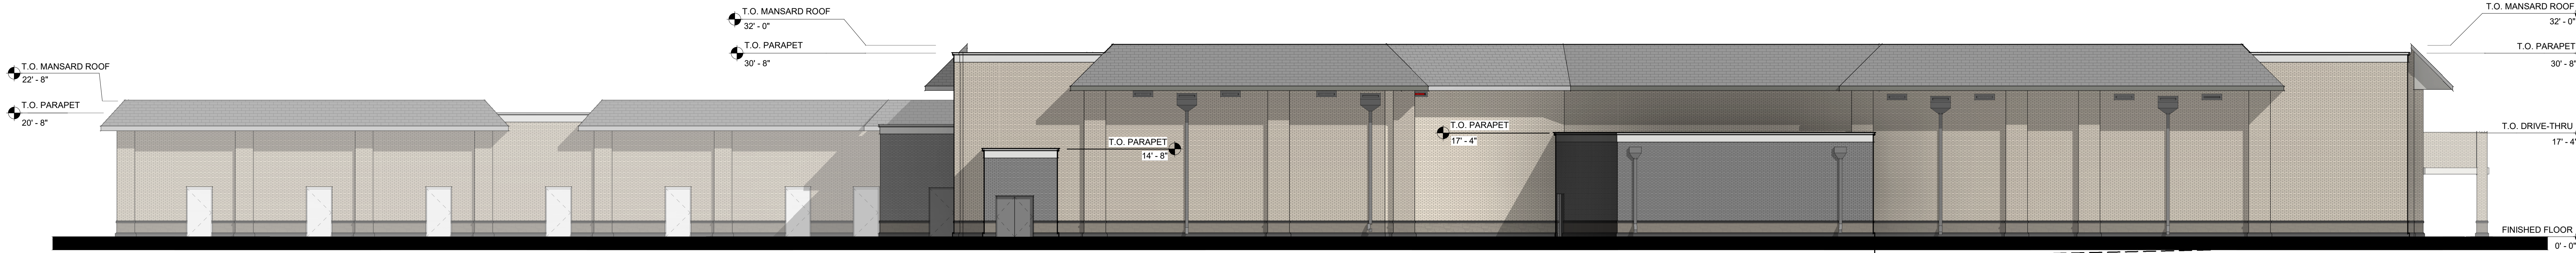 T.O. MANSARD ROOF
22' - 8"
T.O. PARAPET
20' - 8"
T.O. MANSARD ROOF
32' - 0"
T.O. PARAPET
30' - 8"
T.O. PARAPET
14' - 8"
T.O. PARAPET
17' - 4"
T.O. MANSARD ROOF
32' - 0"
T.O. PARAPET
30' - 8"
T.O. DRIVE-THRU
17' - 4"
FINISHED FLOOR
0' - 0"